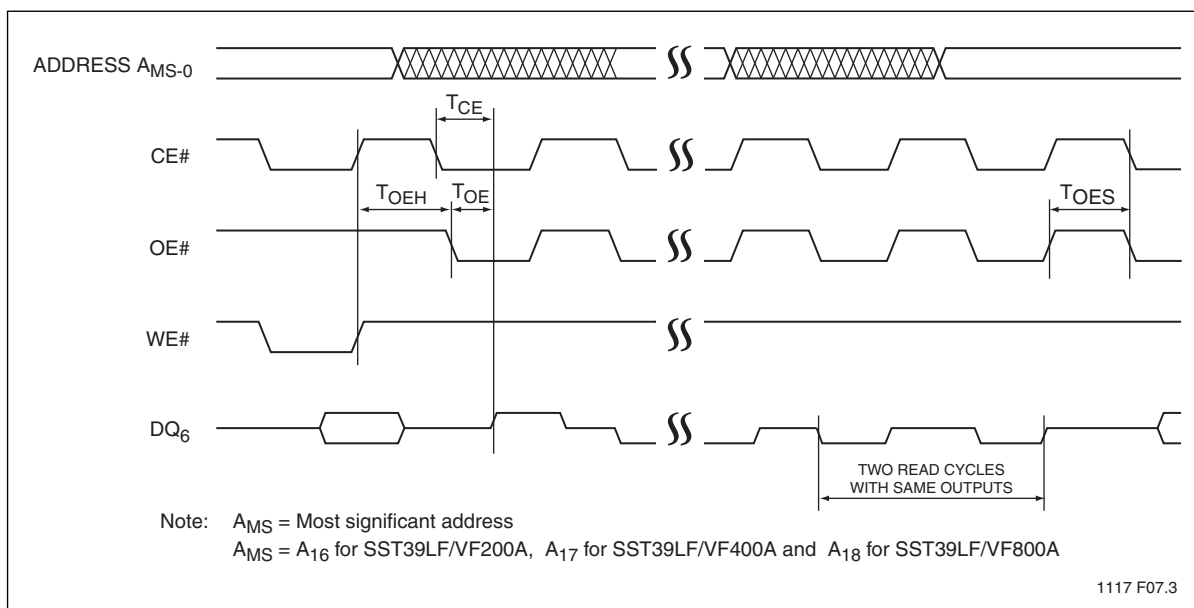 ADDRESS AMS-0
TCE
CE#
TOEH TOE TOES
OE#
WE#
DQ6
TWO READ CYCLES
WITH SAME OUTPUTS
Note: AMS = Most significant address
AMS = A16 for SST39LF/VF200A, A17 for SST39LF/VF400A and A18 for SST39LF/VF800A
1117 F07.3